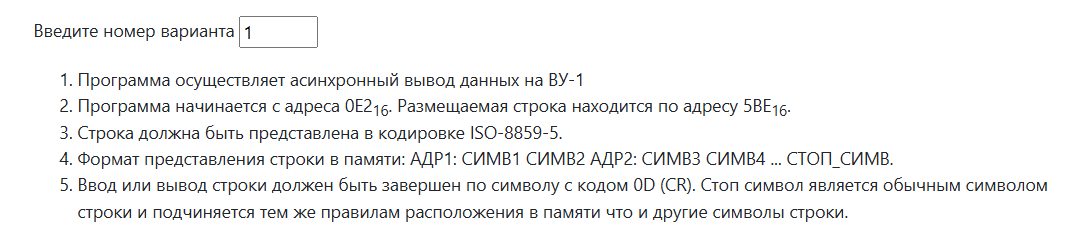 Введите номер варианта 1
1. Программа осуществляет асинхронный вывод данных на ВУ-1
2. Программа начинается с адреса 0E2₁₆. Размещаемая строка находится по адресу 5BE₁₆.
3. Строка должна быть представлена в кодировке ISO-8859-5.
4. Формат представления строки в памяти: АДР1: СИМВ1 СИМВ2 АДР2: СИМВ3 СИМВ4 ... СТОП_СИМВ.
5. Ввод или вывод строки должен быть завершен по символу с кодом 0D (CR). Стоп символ является обычным символом
строки и подчиняется тем же правилам расположения в памяти что и другие символы строки.